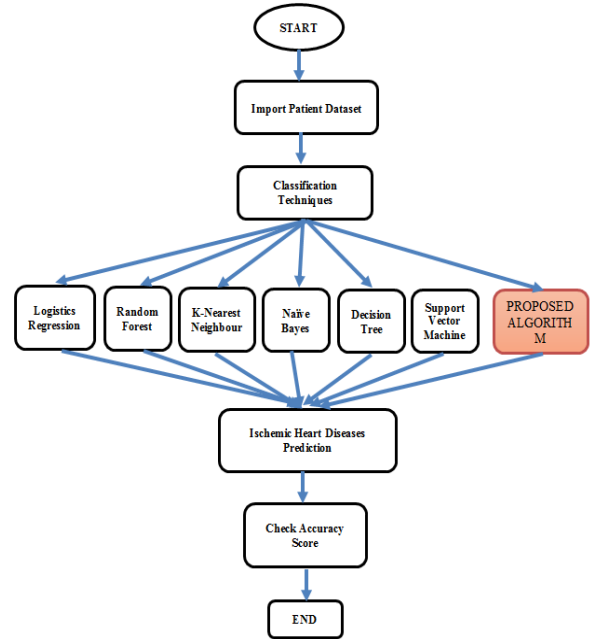 START
Import Patient Dataset
Classification
Techniques
Logistics
Regression
Random
Forest
K-Nearest
Neighbour
Naïve
Bayes
Decision
Tree
Support
Vector
Machine
PROPOSED
ALGORITH
M
Ischemic Heart Diseases
Prediction
Check Accuracy
Score
END